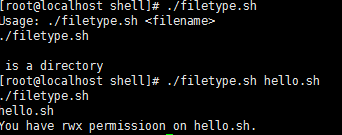 [root@localhost shell]# ./filetype.sh
Usage: ./filetype.sh <filename>
./filetype.sh
is a directory
[root@localhost shell]# ./filetype.sh hello.sh
./filetype.sh
hello.sh
You have rwx permissioon on hello.sh.